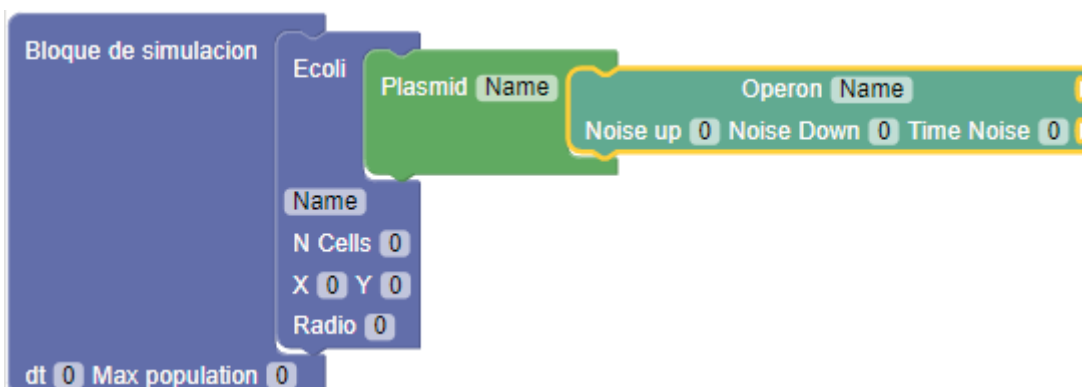 Bloque de simulacion
Ecoli
Plasmid Name
Operon Name
Noise up 0 Noise Down 0 Time Noise 0
Name
N Cells 0
X 0 Y 0
Radio 0
dt 0 Max population 0